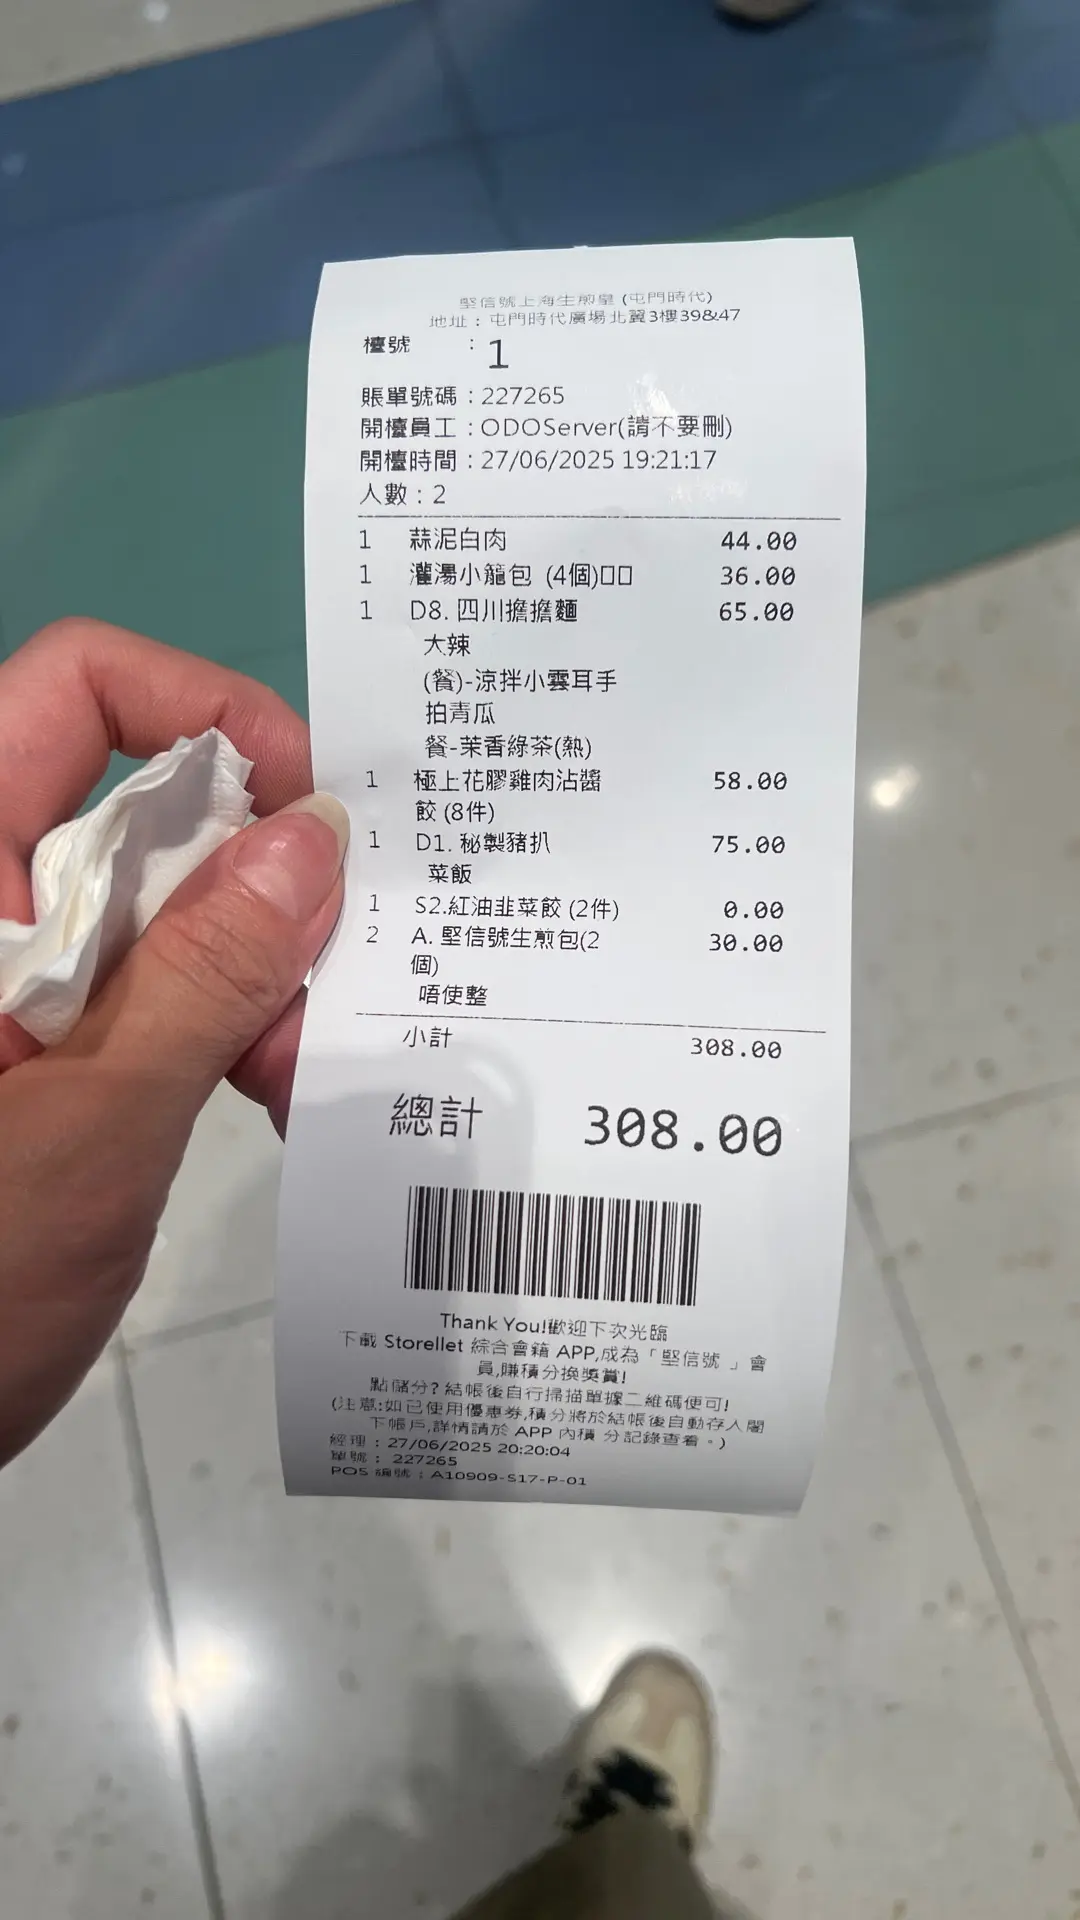 堅信號上海生煎皇 (屯門時代)
地址 : 屯門時代廣場北翼3樓39&47
檯號 : 1
賬單號碼 : 227265
開檯員工 : ODOServer(請不要刪)
開檯時間 : 27/06/2025 19:21:17
人數 : 2
1 蒜泥白肉 44.00
1 灌湯小籠包 (4個)□□ 36.00
1 D8. 四川擔擔麵 65.00
大辣
(餐)-涼拌小雲耳手
拍青瓜
餐-茉香綠茶(熱)
1 極上花膠雞肉沾醬 58.00
餃 (8件)
1 D1. 秘製豬扒 75.00
菜飯
1 S2.紅油韭菜餃 (2件) 0.00
2 A. 堅信號生煎包(2 30.00
個)
唔使整
小計 308.00
總計 308.00
Thank You!歡迎下次光臨
下載 Storellet 綜合會籍 APP,成為「堅信號 」會
員,賺積分換獎賞!
點儲分? 結帳後自行掃描單據二維碼便可!
(注意:如已使用優惠券,積分將於結帳後自動存入閣
下帳戶,詳情請於 APP 內積 分記錄查看。)
經理 : 27/06/2025 20:20:04
單號 : 227265
POS 編號 : A10909-S17-P-01